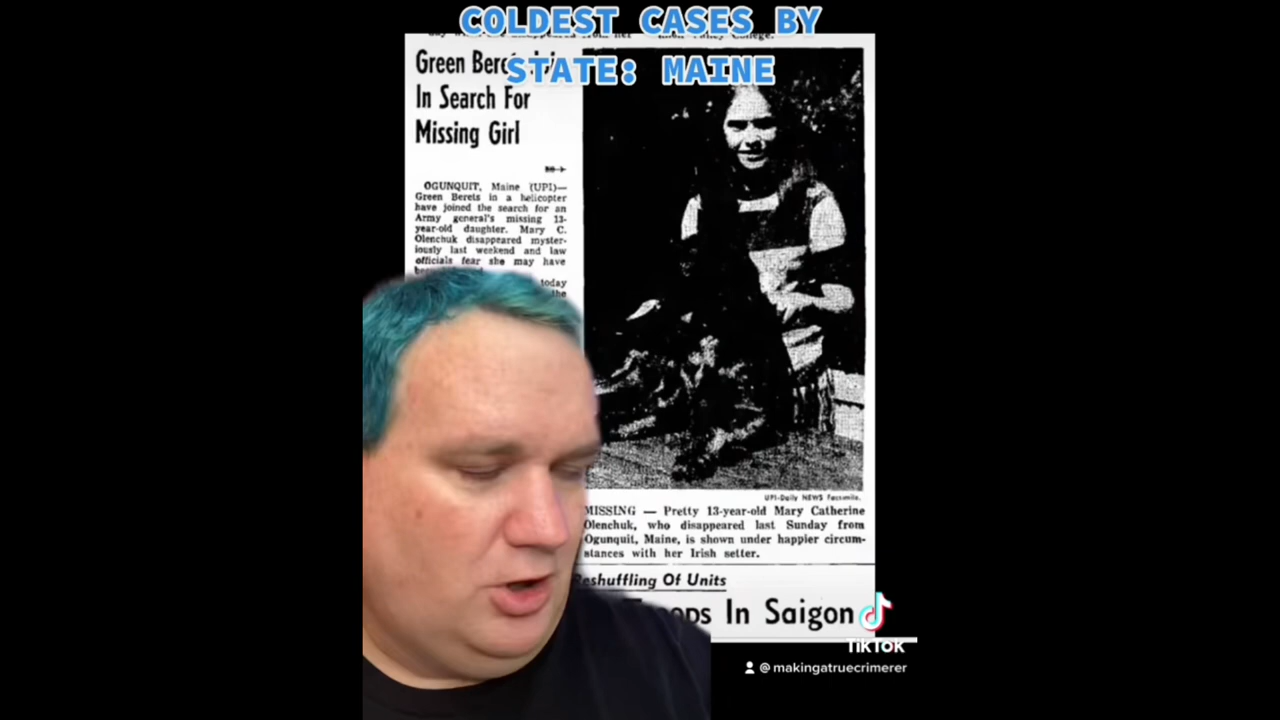 COLDEST CASES BY
STATE: MAINE
Green
In Search For
Missing Girl
OGUNQUIT, Maine (UPI)—
Green Berets in a helicopter
have joined the search for an
Army general's missing 13-
year-old daughter. Mary C.
Olenchuk disappeared myster-
iously last weekend and law
officials fear she may have
today
the
UPI-Daily NEWS Facsimile.
MISSING — Pretty 13-year-old Mary Catherine
Olenchuk, who disappeared last Sunday from
Ogunquit, Maine, is shown under happier circum-
stances with her Irish setter.
Reshuffling Of Units
In Saigon
TikTok
@makingatruecrimerer